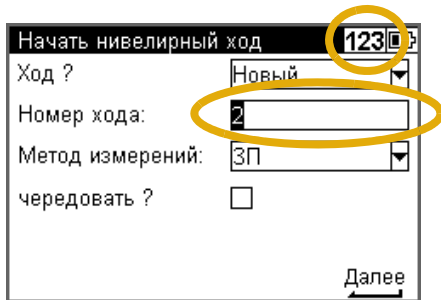 Начать нивелирный ход 123
Ход ? Новый
Номер хода: 2
Метод измерений: ЗП
чередовать ?
Далее